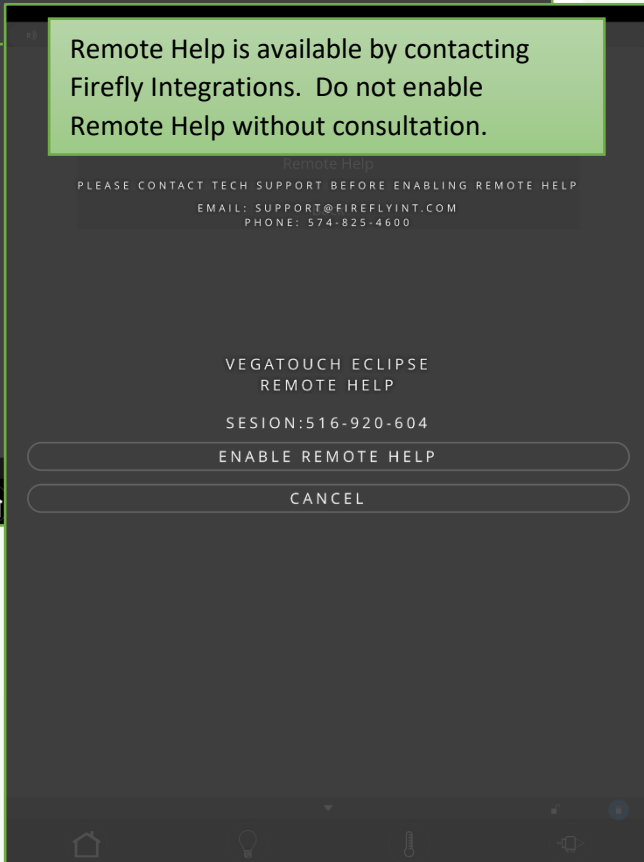 Remote Help is available by contacting
Firefly Integrations. Do not enable
Remote Help without consultation.
Remote Help
PLEASE CONTACT TECH SUPPORT BEFORE ENABLING REMOTE HELP
EMAIL: SUPPORT@FIREFLYINT.COM
PHONE: 574-825-4600
VEGATOUCH ECLIPSE
REMOTE HELP
SESION:516-920-604
ENABLE REMOTE HELP
CANCEL